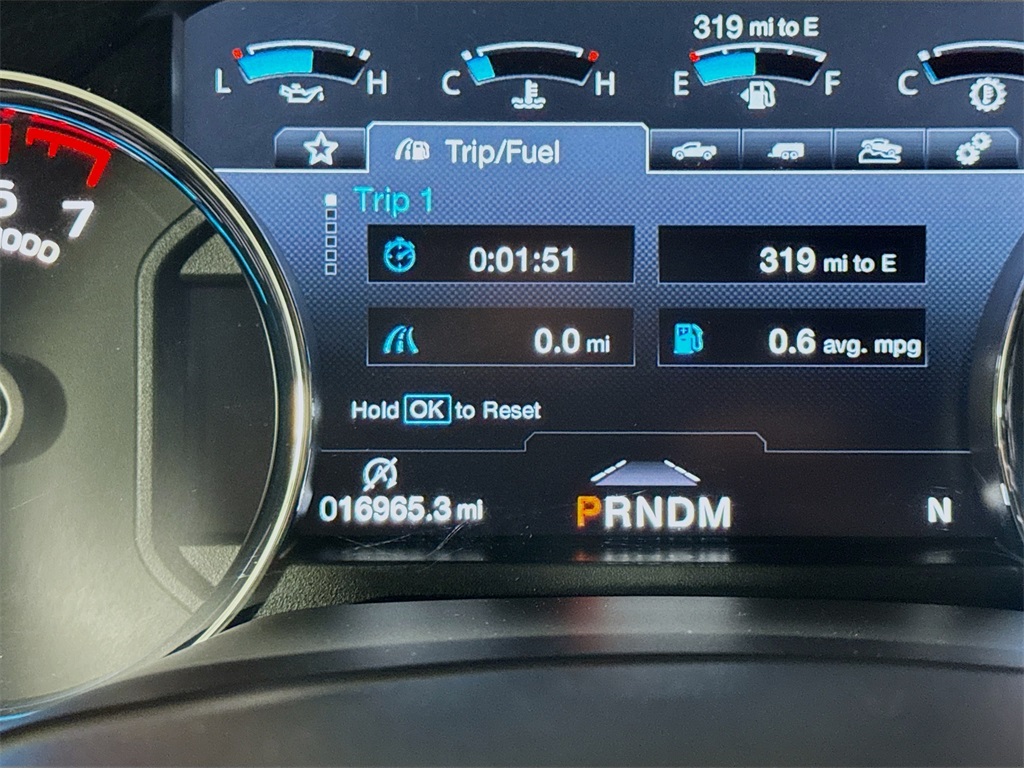 319 mi to E
L H C H E F C
Trip/Fuel
Trip 1
0:01:51 319 mi to E
0.0 mi 0.6 avg. mpg
Hold OK to Reset
016965.3 mi PRNDM N
7